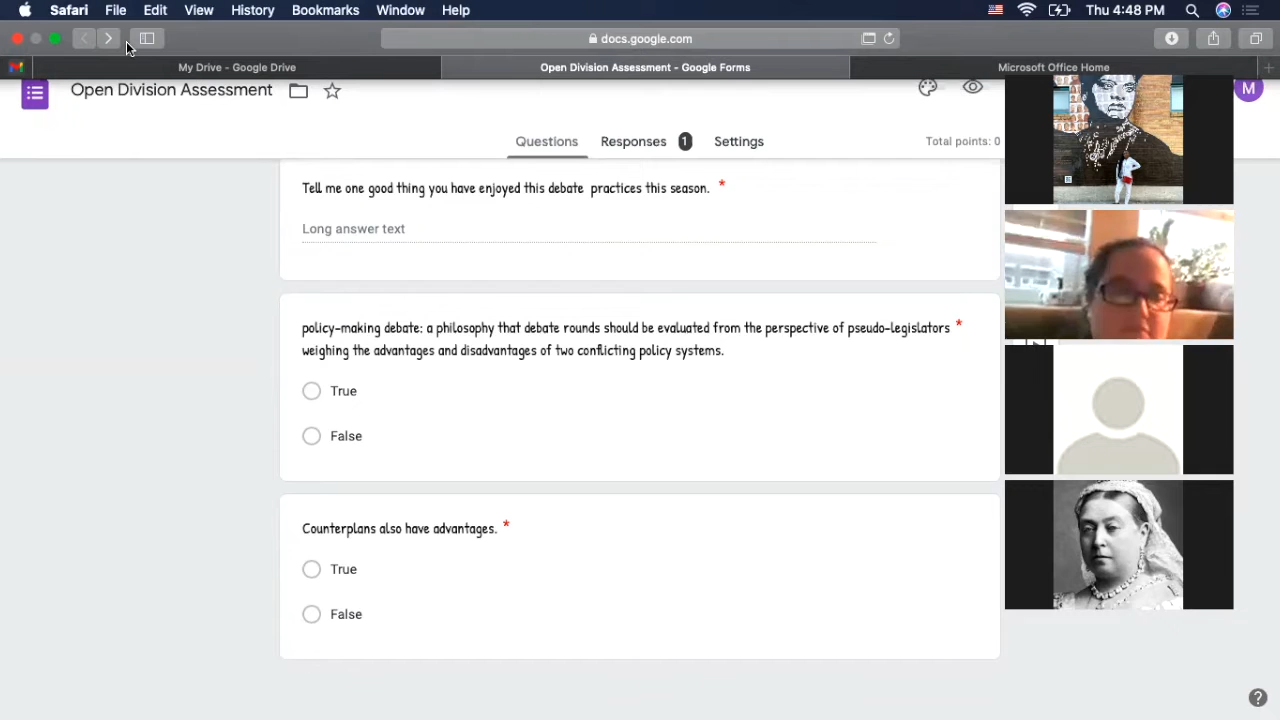 Safari File Edit View History Bookmarks Window Help Thu 4:48 PM
docs.google.com
My Drive - Google Drive Open Division Assessment - Google Forms Microsoft Office Home
Open Division Assessment M
Questions Responses 1 Settings Total points: 0
Tell me one good thing you have enjoyed this debate practices this season. *
Long answer text
policy-making debate: a philosophy that debate rounds should be evaluated from the perspective of pseudo-legislators *
weighing the advantages and disadvantages of two conflicting policy systems.
True
False
Counterplans also have advantages. *
True
False